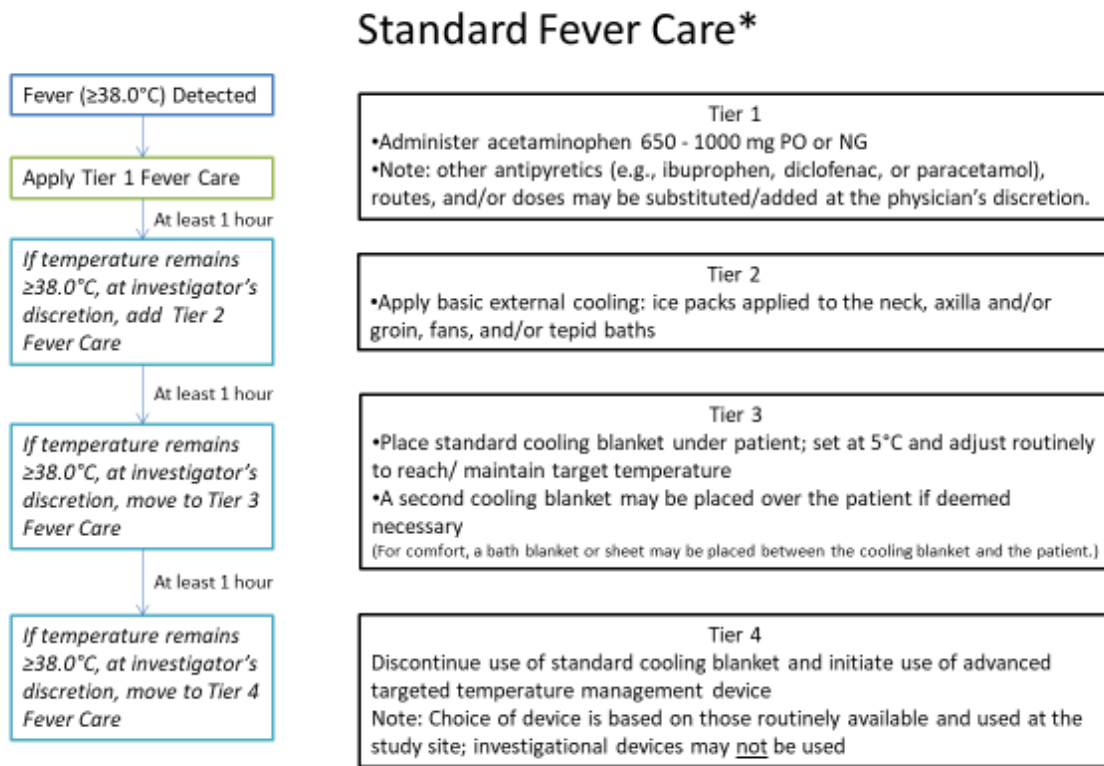 Standard Fever Care*
Fever (≥38.0°C) Detected
Apply Tier 1 Fever Care
At least 1 hour
If temperature remains
≥38.0°C, at investigator's
discretion, add  Tier 2
Fever Care
At least 1 hour
If temperature remains
≥38.0°C, at investigator's
discretion, move to Tier 3
Fever Care
At least 1 hour
If temperature remains
≥38.0°C, at investigator's
discretion, move to Tier 4
Fever Care
Tier 1
•Administer acetaminophen 650 - 1000 mg PO or NG
•Note: other antipyretics (e.g., ibuprophen, diclofenac, or paracetamol),
routes, and/or doses may be substituted/added at the physician's discretion.
Tier 2
•Apply basic external cooling: ice packs applied to the neck, axilla and/or
groin, fans, and/or tepid baths
Tier 3
•Place standard cooling blanket under patient; set at 5°C and adjust routinely
to reach/ maintain target temperature
•A second cooling blanket may be placed over the patient if deemed
necessary
(For comfort, a bath blanket or sheet may be placed between the cooling blanket and the patient.)
Tier 4
Discontinue use of standard cooling blanket and initiate use of advanced
targeted temperature management device
Note: Choice of device is based on those routinely available and used at the
study site; investigational devices may not be used